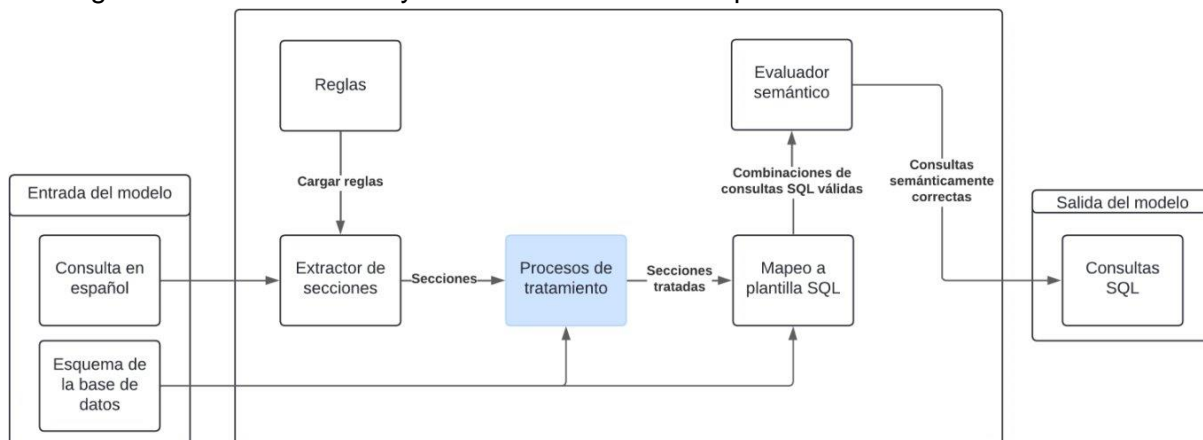 Reglas
Evaluador
semántico
Cargar reglas
Combinaciones de
consultas SQL válidas
Consultas
semánticamente
correctas
Entrada del modelo
Salida del modelo
Consulta en
español
Extractor de
secciones
Secciones
Procesos de
tratamiento
Secciones
tratadas
Mapeo a
plantilla SQL
Consultas
SQL
Esquema de
la base de
datos